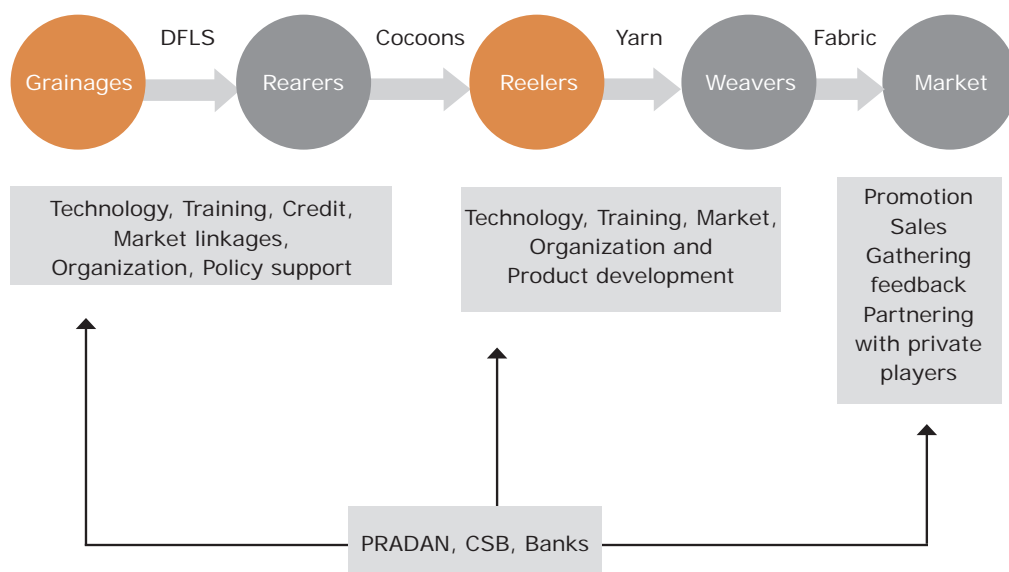 DFLS
Cocoons
Yarn
Fabric
Grainages
Rearers
Reelers
Weavers
Market
Technology, Training, Credit,
Market linkages,
Organization, Policy support
Technology, Training, Market,
Organization and
Product development
Promotion
Sales
Gathering
feedback
Partnering
with private
players
PRADAN, CSB, Banks